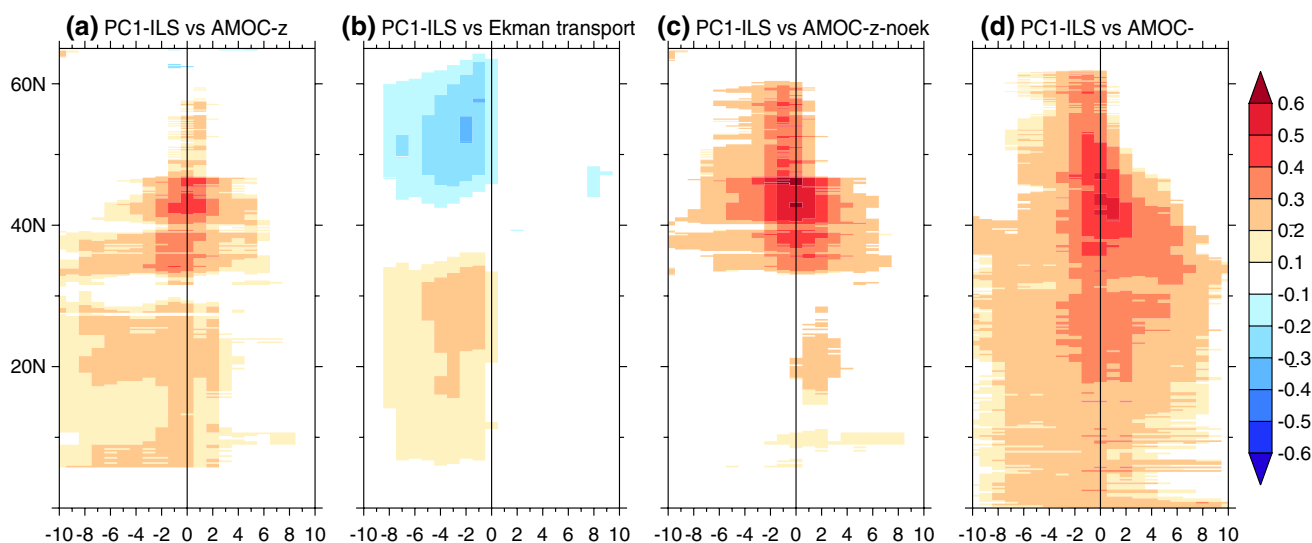 (a) PC1-ILS vs AMOC-z
(b) PC1-ILS vs Ekman transport
(c) PC1-ILS vs AMOC-z-noek
(d) PC1-ILS vs AMOC-
60N
40N
20N
-10 -8 -6 -4 -2 0 2 4 6 8 10
-10 -8 -6 -4 -2 0 2 4 6 8 10
-10 -8 -6 -4 -2 0 2 4 6 8 10
-10 -8 -6 -4 -2 0 2 4 6 8 10
0.6
0.5
0.4
0.3
0.2
0.1
-0.1
-0.2
-0.3
-0.4
-0.5
-0.6